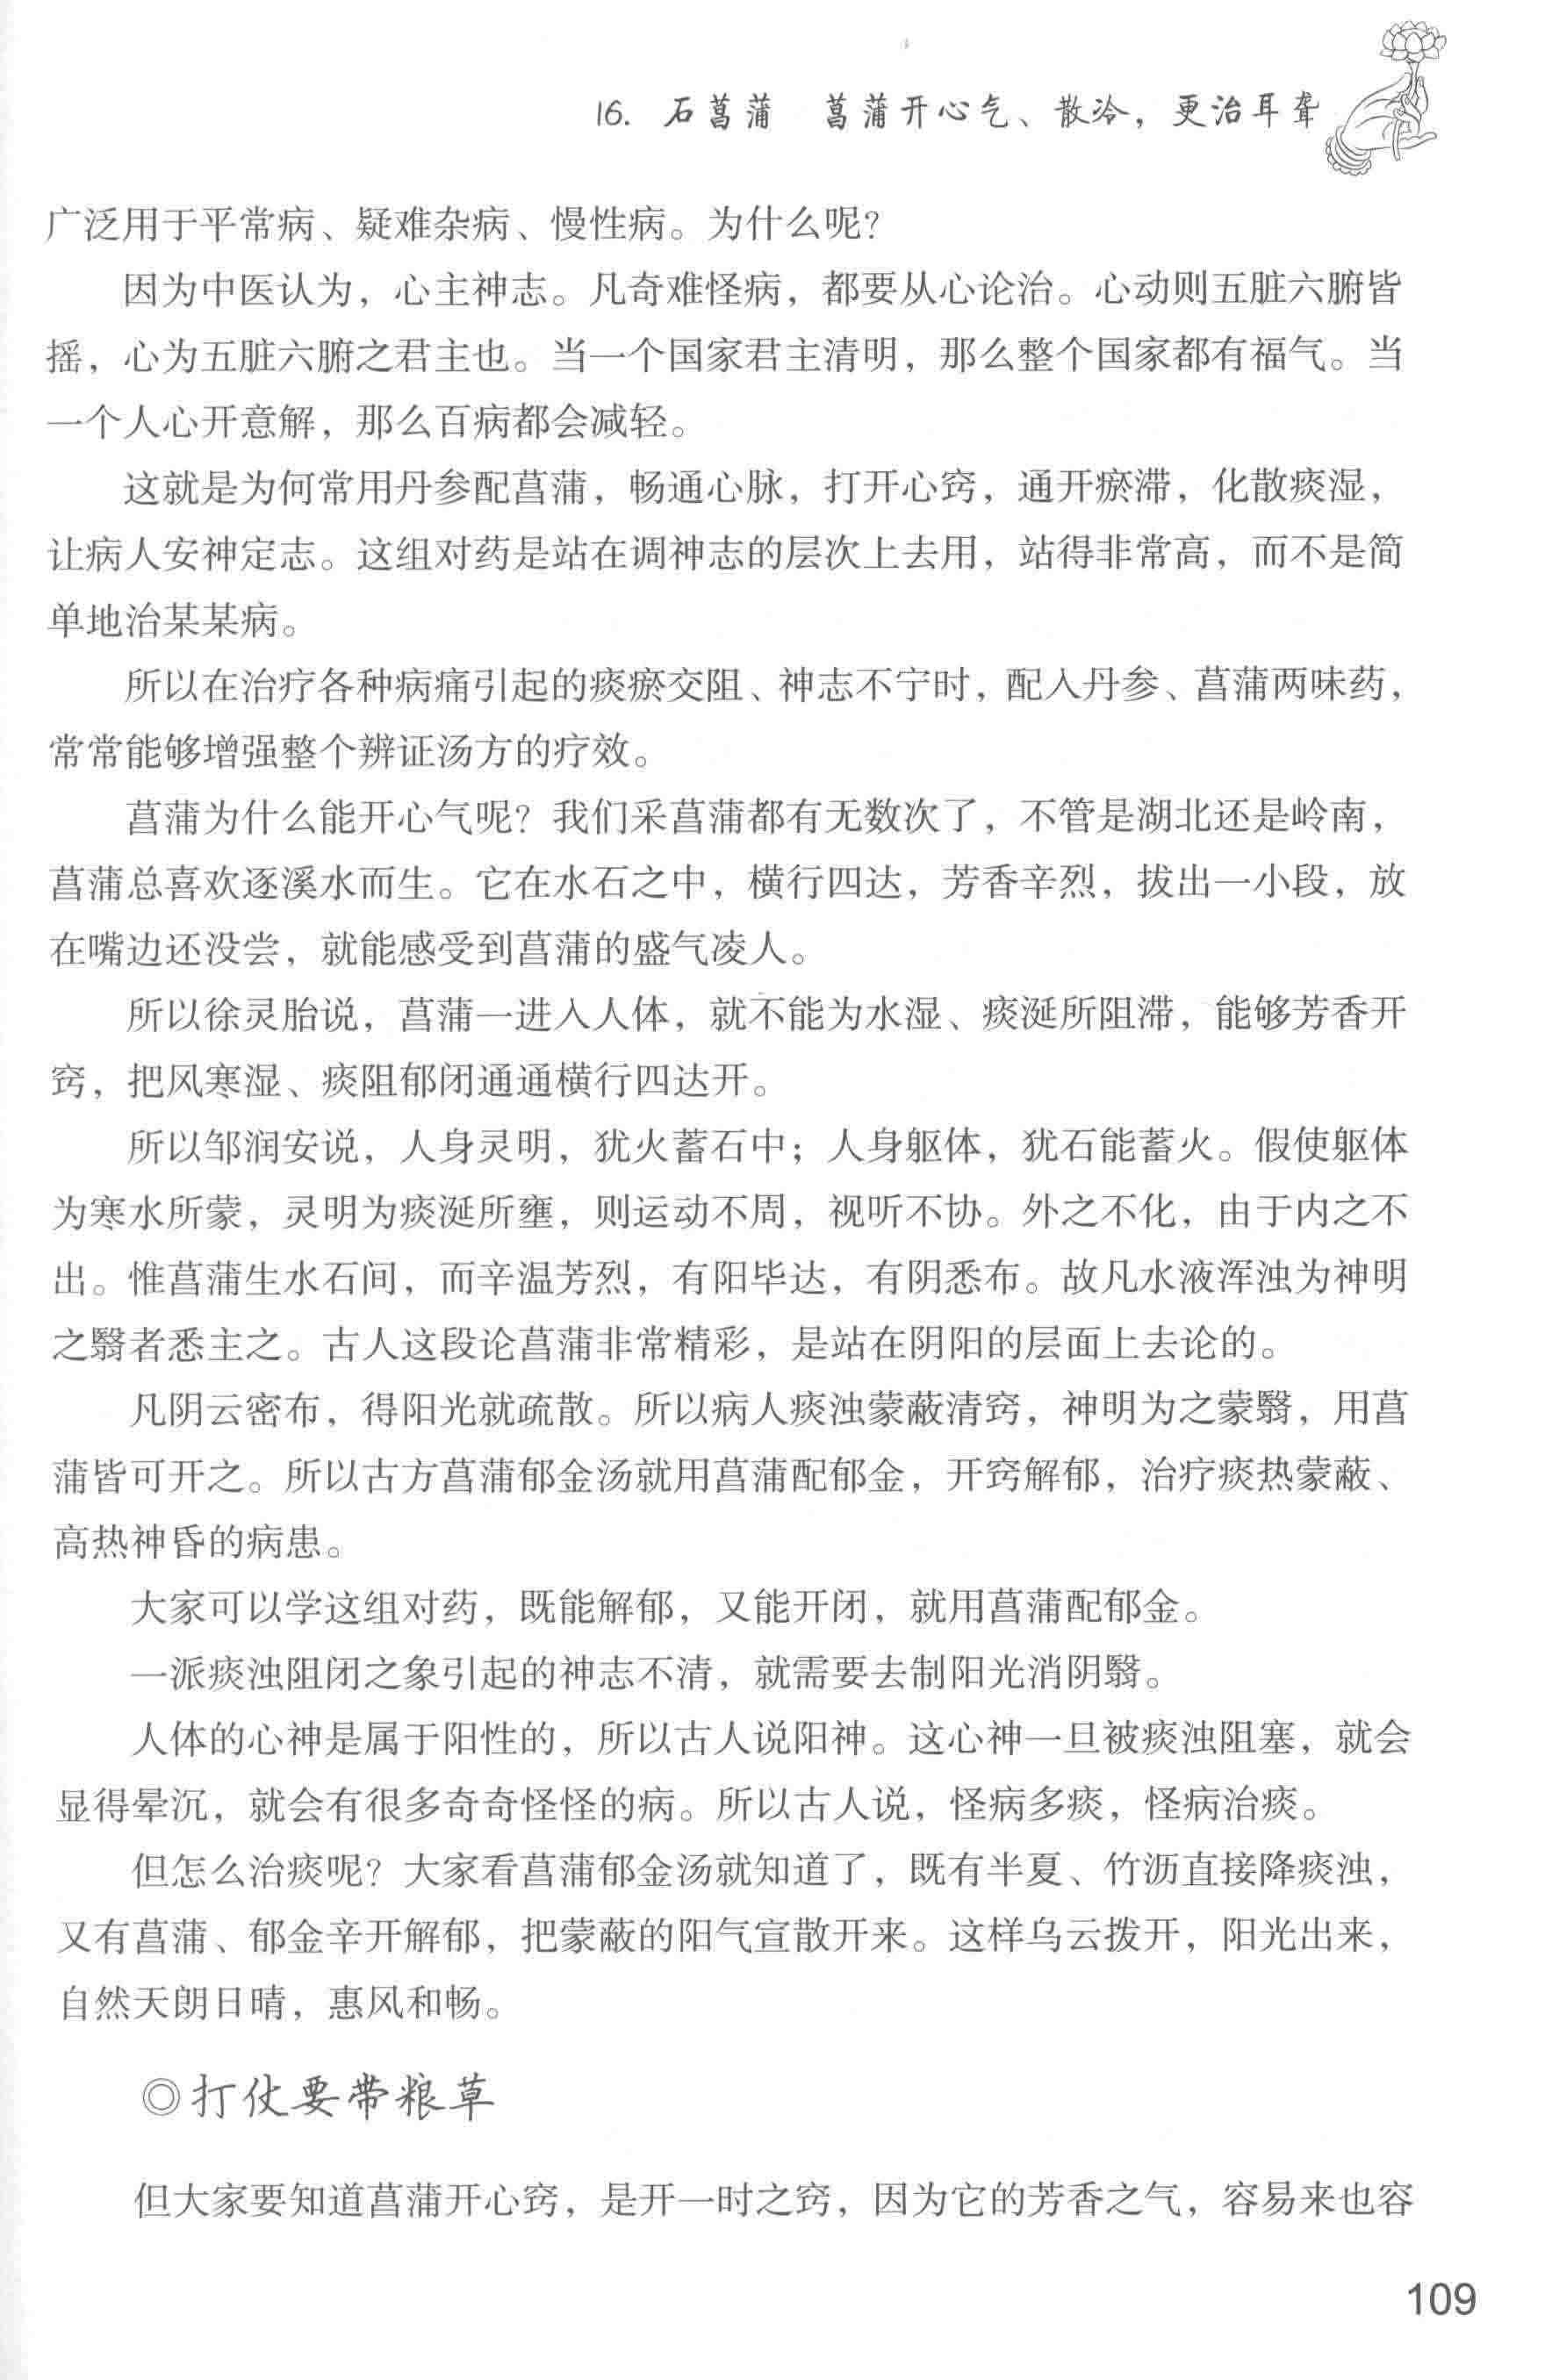 16. 石菖蒲　菖蒲开心气、散冷，更治耳聋
广泛用于平常病、疑难杂病、慢性病。为什么呢？
因为中医认为，心主神志。凡奇难怪病，都要从心论治。心动则五脏六腑皆
摇，心为五脏六腑之君主也。当一个国家君主清明，那么整个国家都有福气。当
一个人心开意解，那么百病都会减轻。
这就是为何常用丹参配菖蒲，畅通心脉，打开心窍，通开瘀滞，化散痰湿，
让病人安神定志。这组对药是站在调神志的层次上去用，站得非常高，而不是简
单地治某某病。
所以在治疗各种病痛引起的痰瘀交阻、神志不宁时，配入丹参、菖蒲两味药，
常常能够增强整个辨证汤方的疗效。
菖蒲为什么能开心气呢？我们采菖蒲都有无数次了，不管是湖北还是岭南，
菖蒲总喜欢逐溪水而生。它在水石之中，横行四达，芳香辛烈，拔出一小段，放
在嘴边还没尝，就能感受到菖蒲的盛气凌人。
所以徐灵胎说，菖蒲一进入人体，就不能为水湿、痰涎所阻滞，能够芳香开
窍，把风寒湿、痰阻郁闭通通横行四达开。
所以邹润安说，人身灵明，犹火蓄石中；人身躯体，犹石能蓄火。假使躯体
为寒水所蒙，灵明为痰涎所壅，则运动不周，视听不协。外之不化，由于内之不
出。惟菖蒲生水石间，而辛温芳烈，有阳毕达，有阴悉布。故凡水液浑浊为神明
之翳者悉主之。古人这段论菖蒲非常精彩，是站在阴阳的层面上去论的。
凡阴云密布，得阳光就疏散。所以病人痰浊蒙蔽清窍，神明为之蒙翳，用菖
蒲皆可开之。所以古方菖蒲郁金汤就用菖蒲配郁金，开窍解郁，治疗痰热蒙蔽、
高热神昏的病患。
大家可以学这组对药，既能解郁，又能开闭，就用菖蒲配郁金。
一派痰浊阻闭之象引起的神志不清，就需要去制阳光消阴翳。
人体的心神是属于阳性的，所以古人说阳神。这心神一旦被痰浊阻塞，就会
显得晕沉，就会有很多奇奇怪怪的病。所以古人说，怪病多痰，怪病治痰。
但怎么治痰呢？大家看菖蒲郁金汤就知道了，既有半夏、竹沥直接降痰浊，
又有菖蒲、郁金辛开解郁，把蒙蔽的阳气宣散开来。这样乌云拨开，阳光出来，
自然天朗日晴，惠风和畅。
◎打仗要带粮草
但大家要知道菖蒲开心窍，是开一时之窍，因为它的芳香之气，容易来也容
109